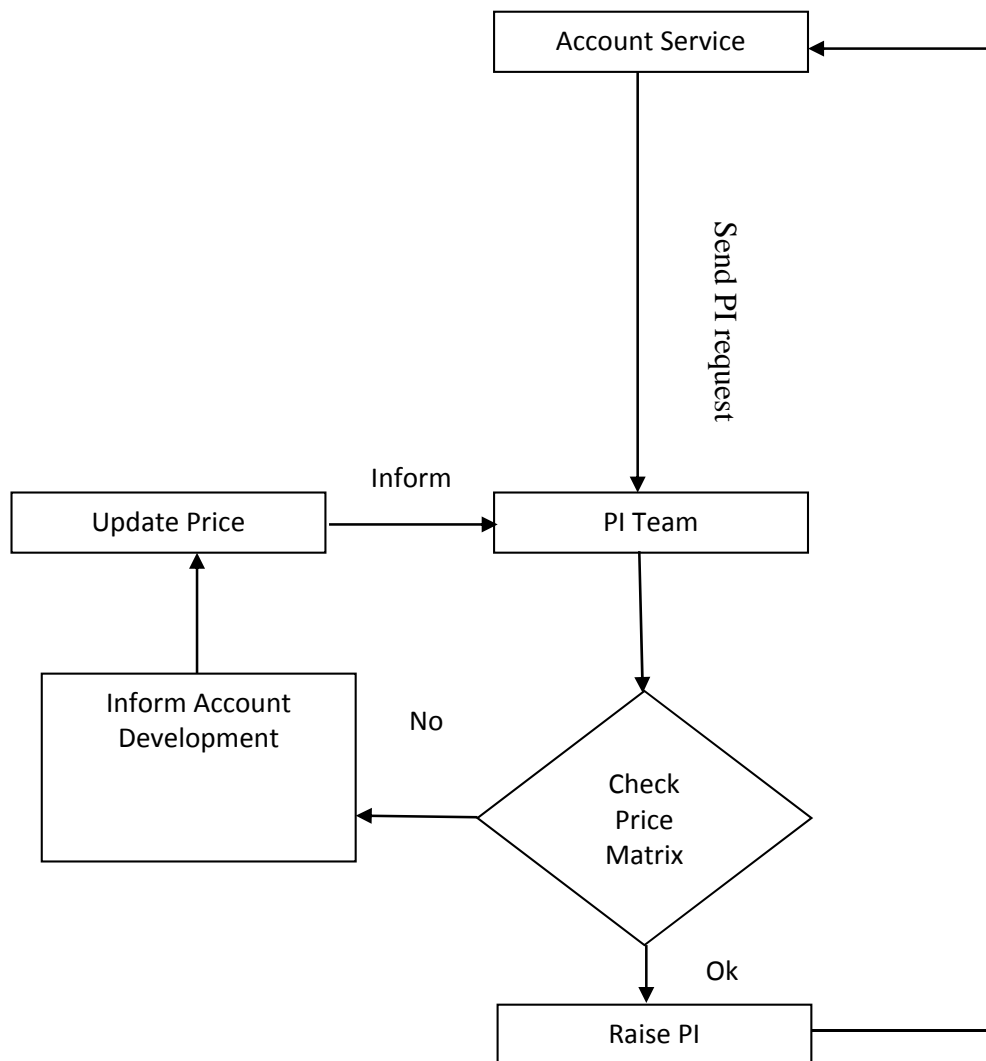 Account Service
Send PI request
Inform
Update Price
PI Team
Inform Account
Development
No
Check
Price
Matrix
Ok
Raise PI